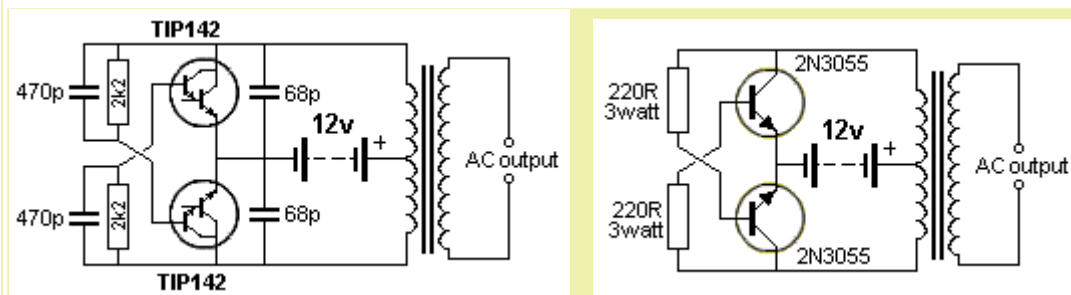 TIP142
470p
2k2
68p
12v
+
AC output
470p
2k2
68p
TIP142
2N3055
220R
3watt
12v
+
AC output
220R
3watt
2N3055